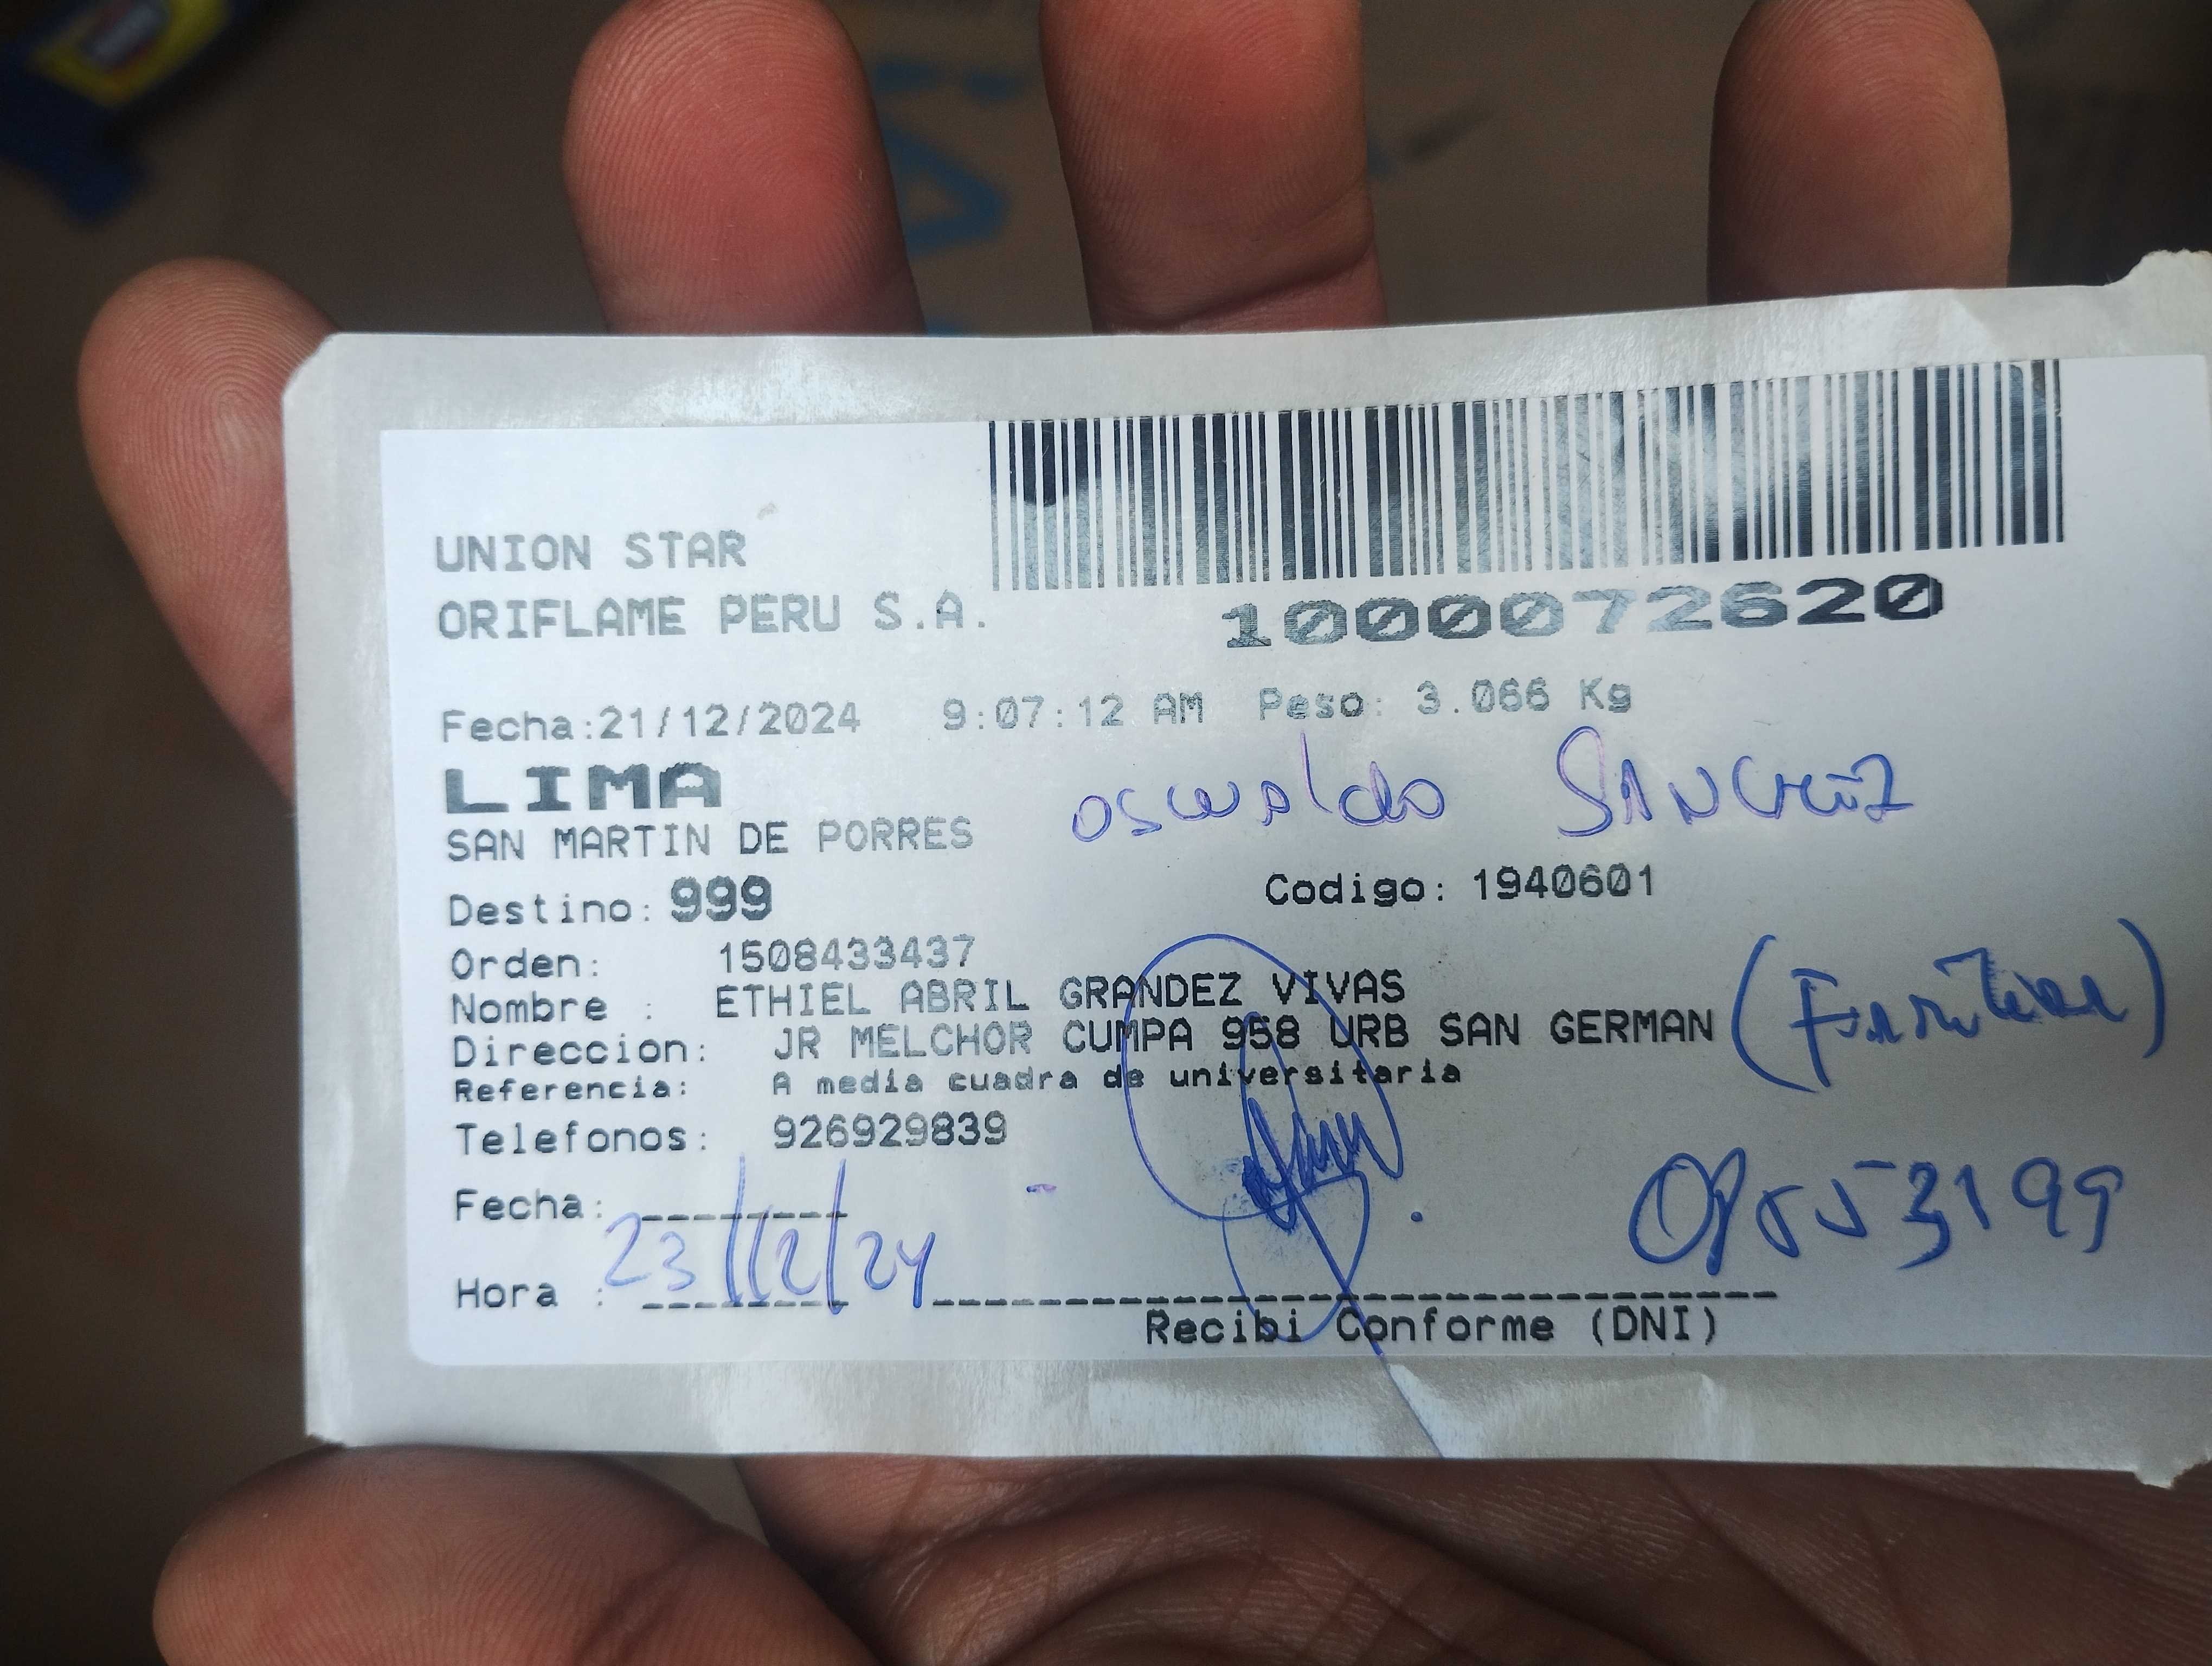 UNION STAR
ORIFLAME PERU S.A.
1000072620
Fecha:21/12/2024 9:07:12 AM Peso: 3.066 Kg
LIMA
oswaldo SANCHEZ
SAN MARTIN DE PORRES
Destino: 999 Codigo: 1940601
Orden: 1508433437
Nombre : ETHIEL ABRIL GRANDEZ VIVAS
Direccion: JR MELCHOR CUMPA 958 URB SAN GERMAN
(Familiar)
Referencia: A media cuadra de universitaria
Telefonos: 926929839
Fecha:
23/12/24
Hora :
Recibi Conforme (DNI)